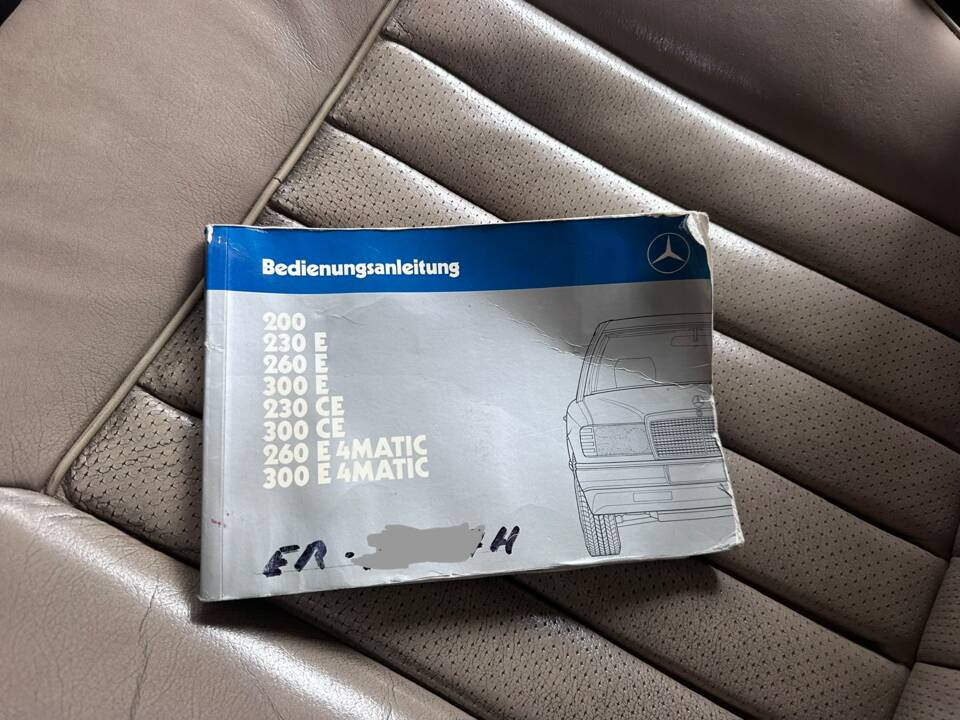 Bedienungsanleitung
200
230 E
260 E
300 E
230 CE
300 CE
260 E 4MATIC
300 E 4MATIC